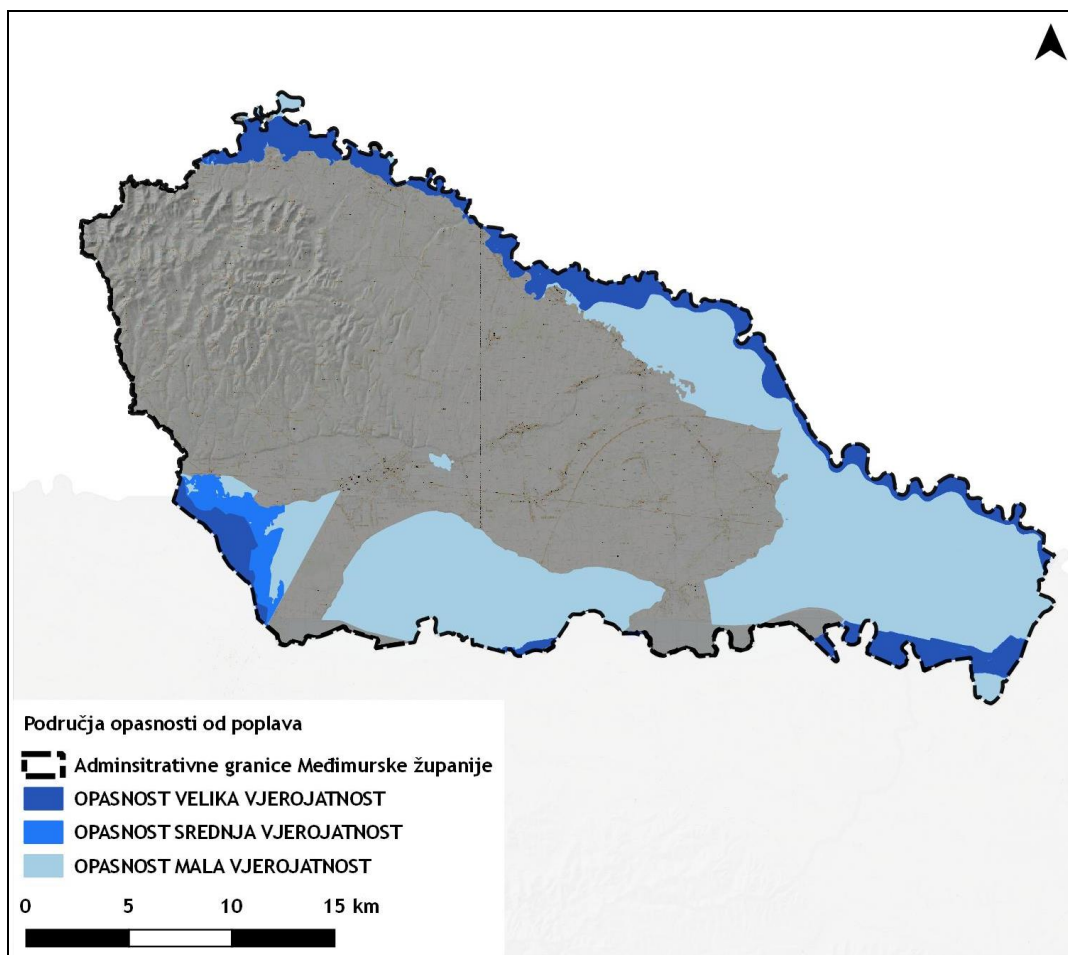 Područja opasnosti od poplava
Adminsitrativne granice Međimurske županije
OPASNOST VELIKA VJEROJATNOST
OPASNOST SREDNJA VJEROJATNOST
OPASNOST MALA VJEROJATNOST
0 5 10 15 km